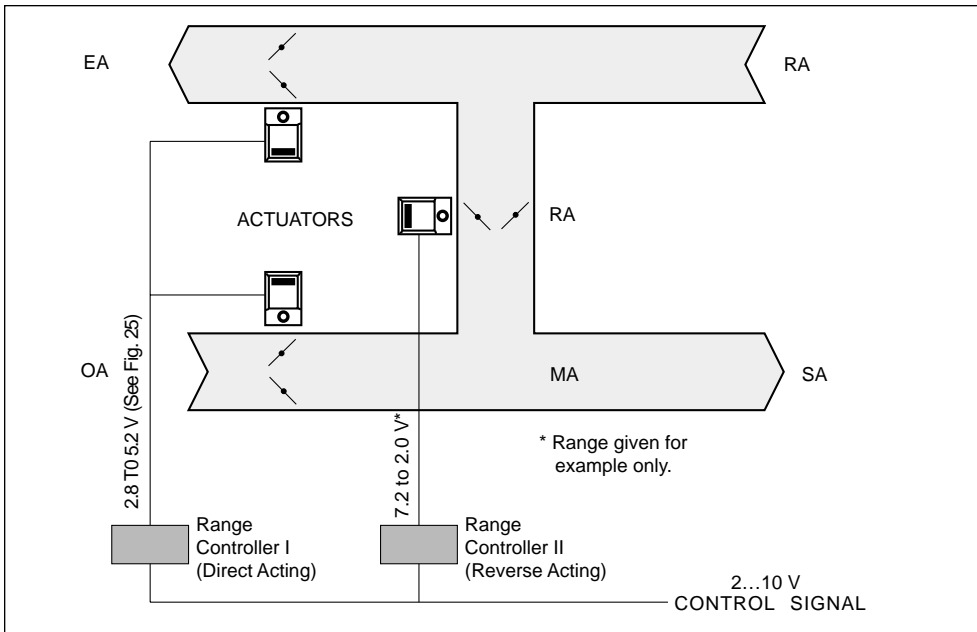 EA
RA
ACTUATORS
RA
OA
MA
SA
2.8 T0 5.2 V (See Fig. 25)
7.2 to 2.0 V*
* Range given for
example only.
Range
Controller I
(Direct Acting)
Range
Controller II
(Reverse Acting)
2…10 V
CONTROL SIGNAL